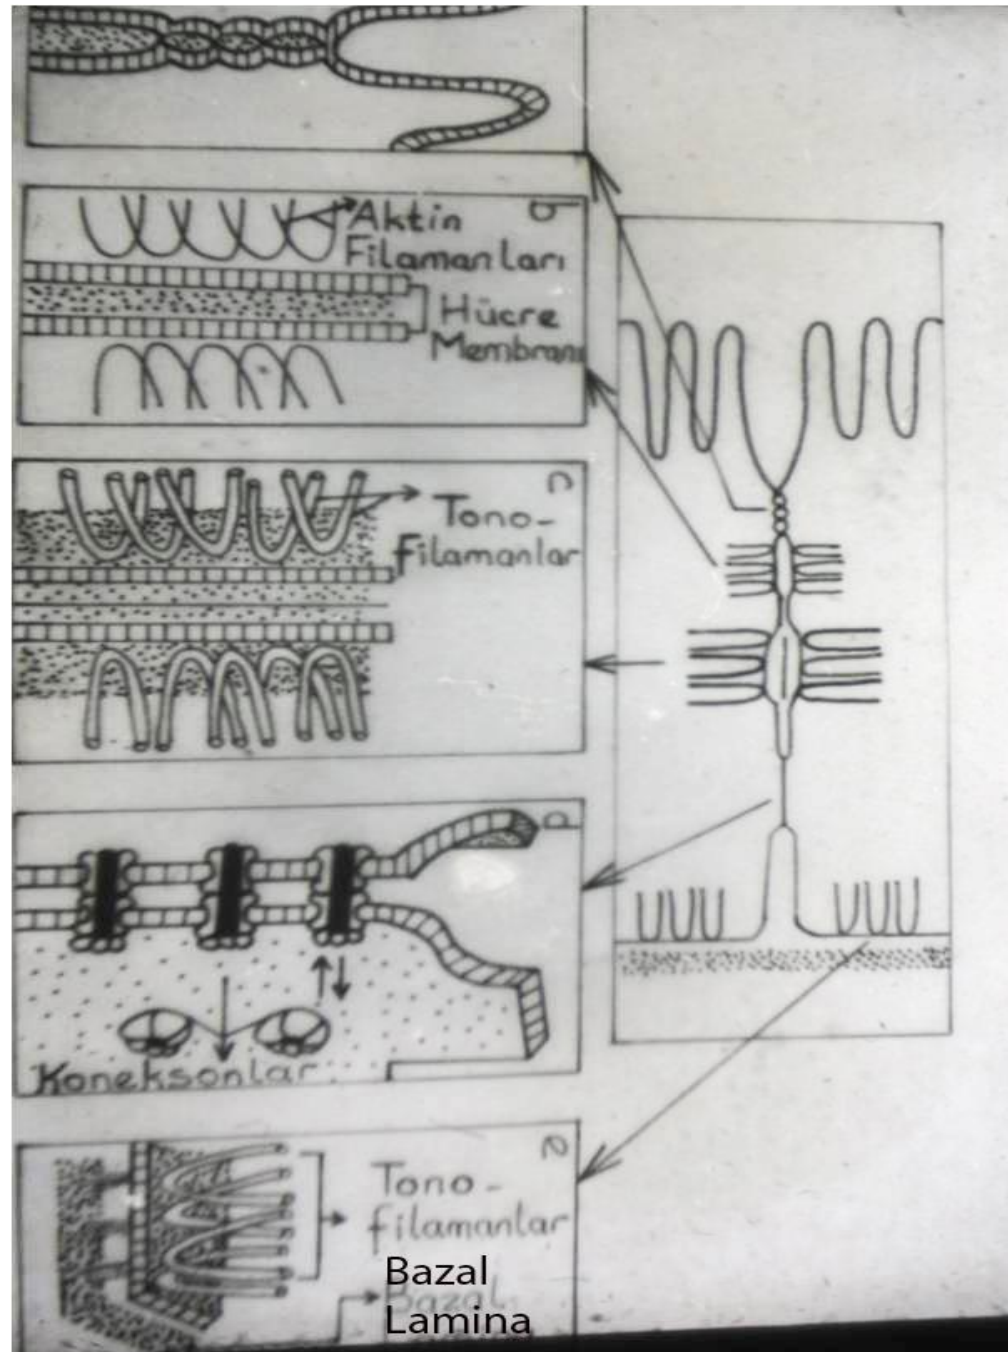 b
Aktin
Filamanları
Hücre
Membranı
c
Tono-
Filamanlar
Koneksonlar
e
Tono-
filamanlar
Bazal
Lamina